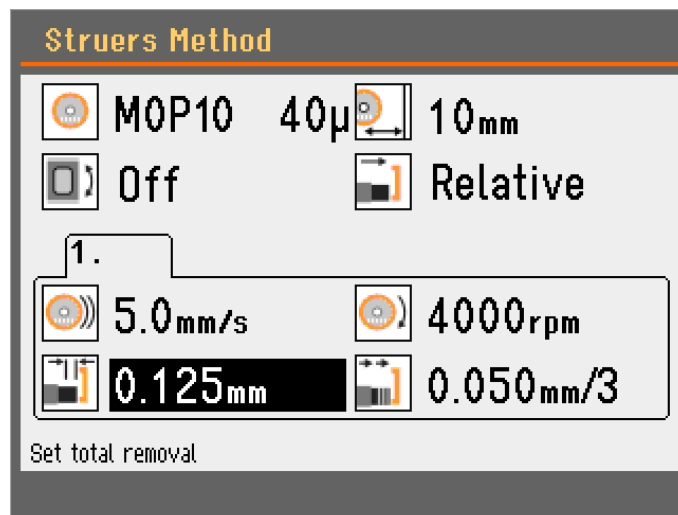 Struers Method
MOP10 40μ 10mm
Off Relative
1.
5.0mm/s 4000rpm
0.125mm 0.050mm/3
Set total removal